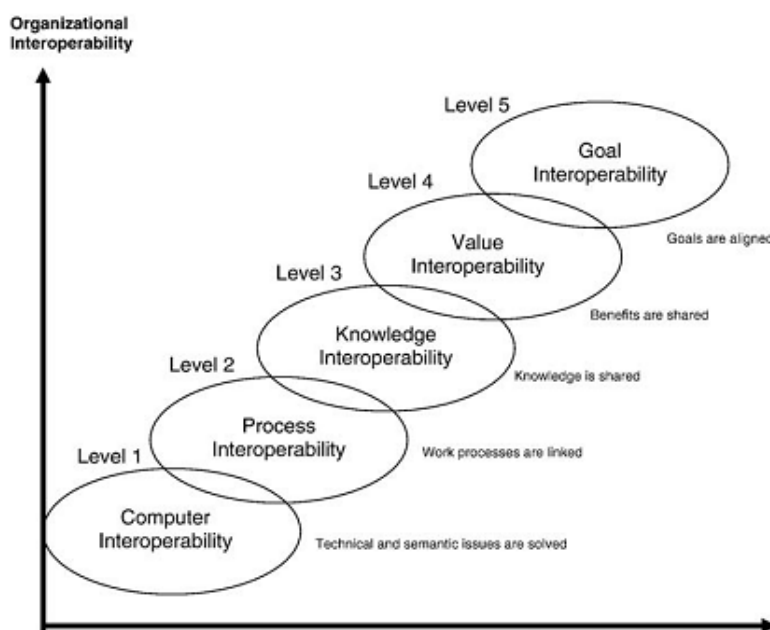 Organizational
Interoperability
Level 5
Goal
Interoperability
Goals are aligned
Level 4
Value
Interoperability
Benefits are shared
Level 3
Knowledge
Interoperability
Knowledge is shared
Level 2
Process
Interoperability
Work processes are linked
Level 1
Computer
Interoperability
Technical and semantic issues are solved